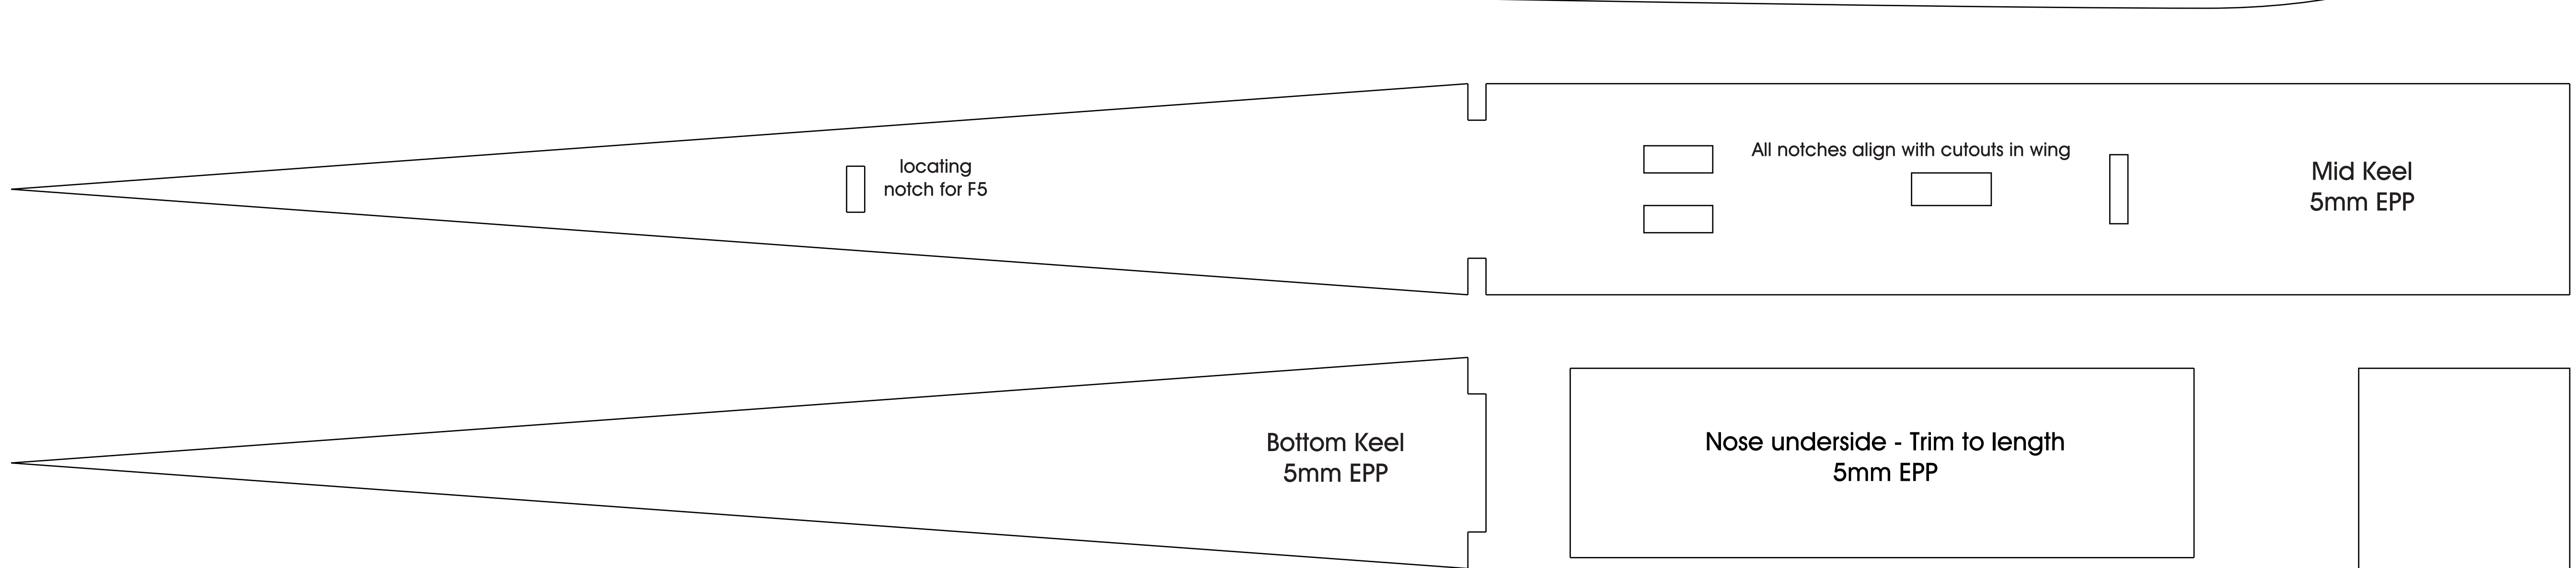 locating
notch for F5
All notches align with cutouts in wing
Mid Keel
5mm EPP
Bottom Keel
5mm EPP
Nose underside - Trim to length
5mm EPP